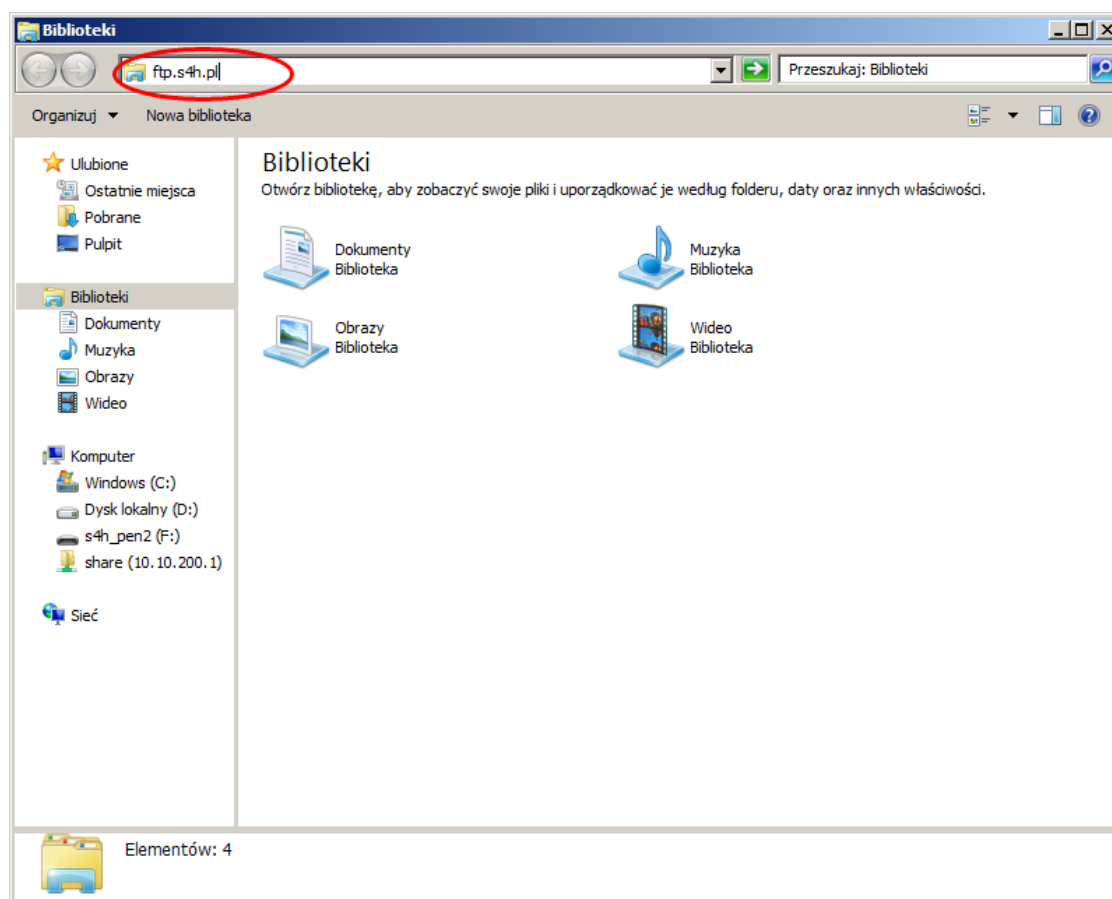 Biblioteki
ftp.s4h.pl
Przeszukaj: Biblioteki
Organizuj
Nowa biblioteka
Ulubione
Ostatnie miejsca
Pobrane
Pulpit
Biblioteki
Dokumenty
Muzyka
Obrazy
Wideo
Komputer
Windows (C:)
Dysk lokalny (D:)
s4h_pen2 (F:)
share (10.10.200.1)
Sieć
Biblioteki
Otwórz bibliotekę, aby zobaczyć swoje pliki i uporządkować je według folderu, daty oraz innych właściwości.
Dokumenty
Biblioteka
Muzyka
Biblioteka
Obrazy
Biblioteka
Wideo
Biblioteka
Elementów: 4